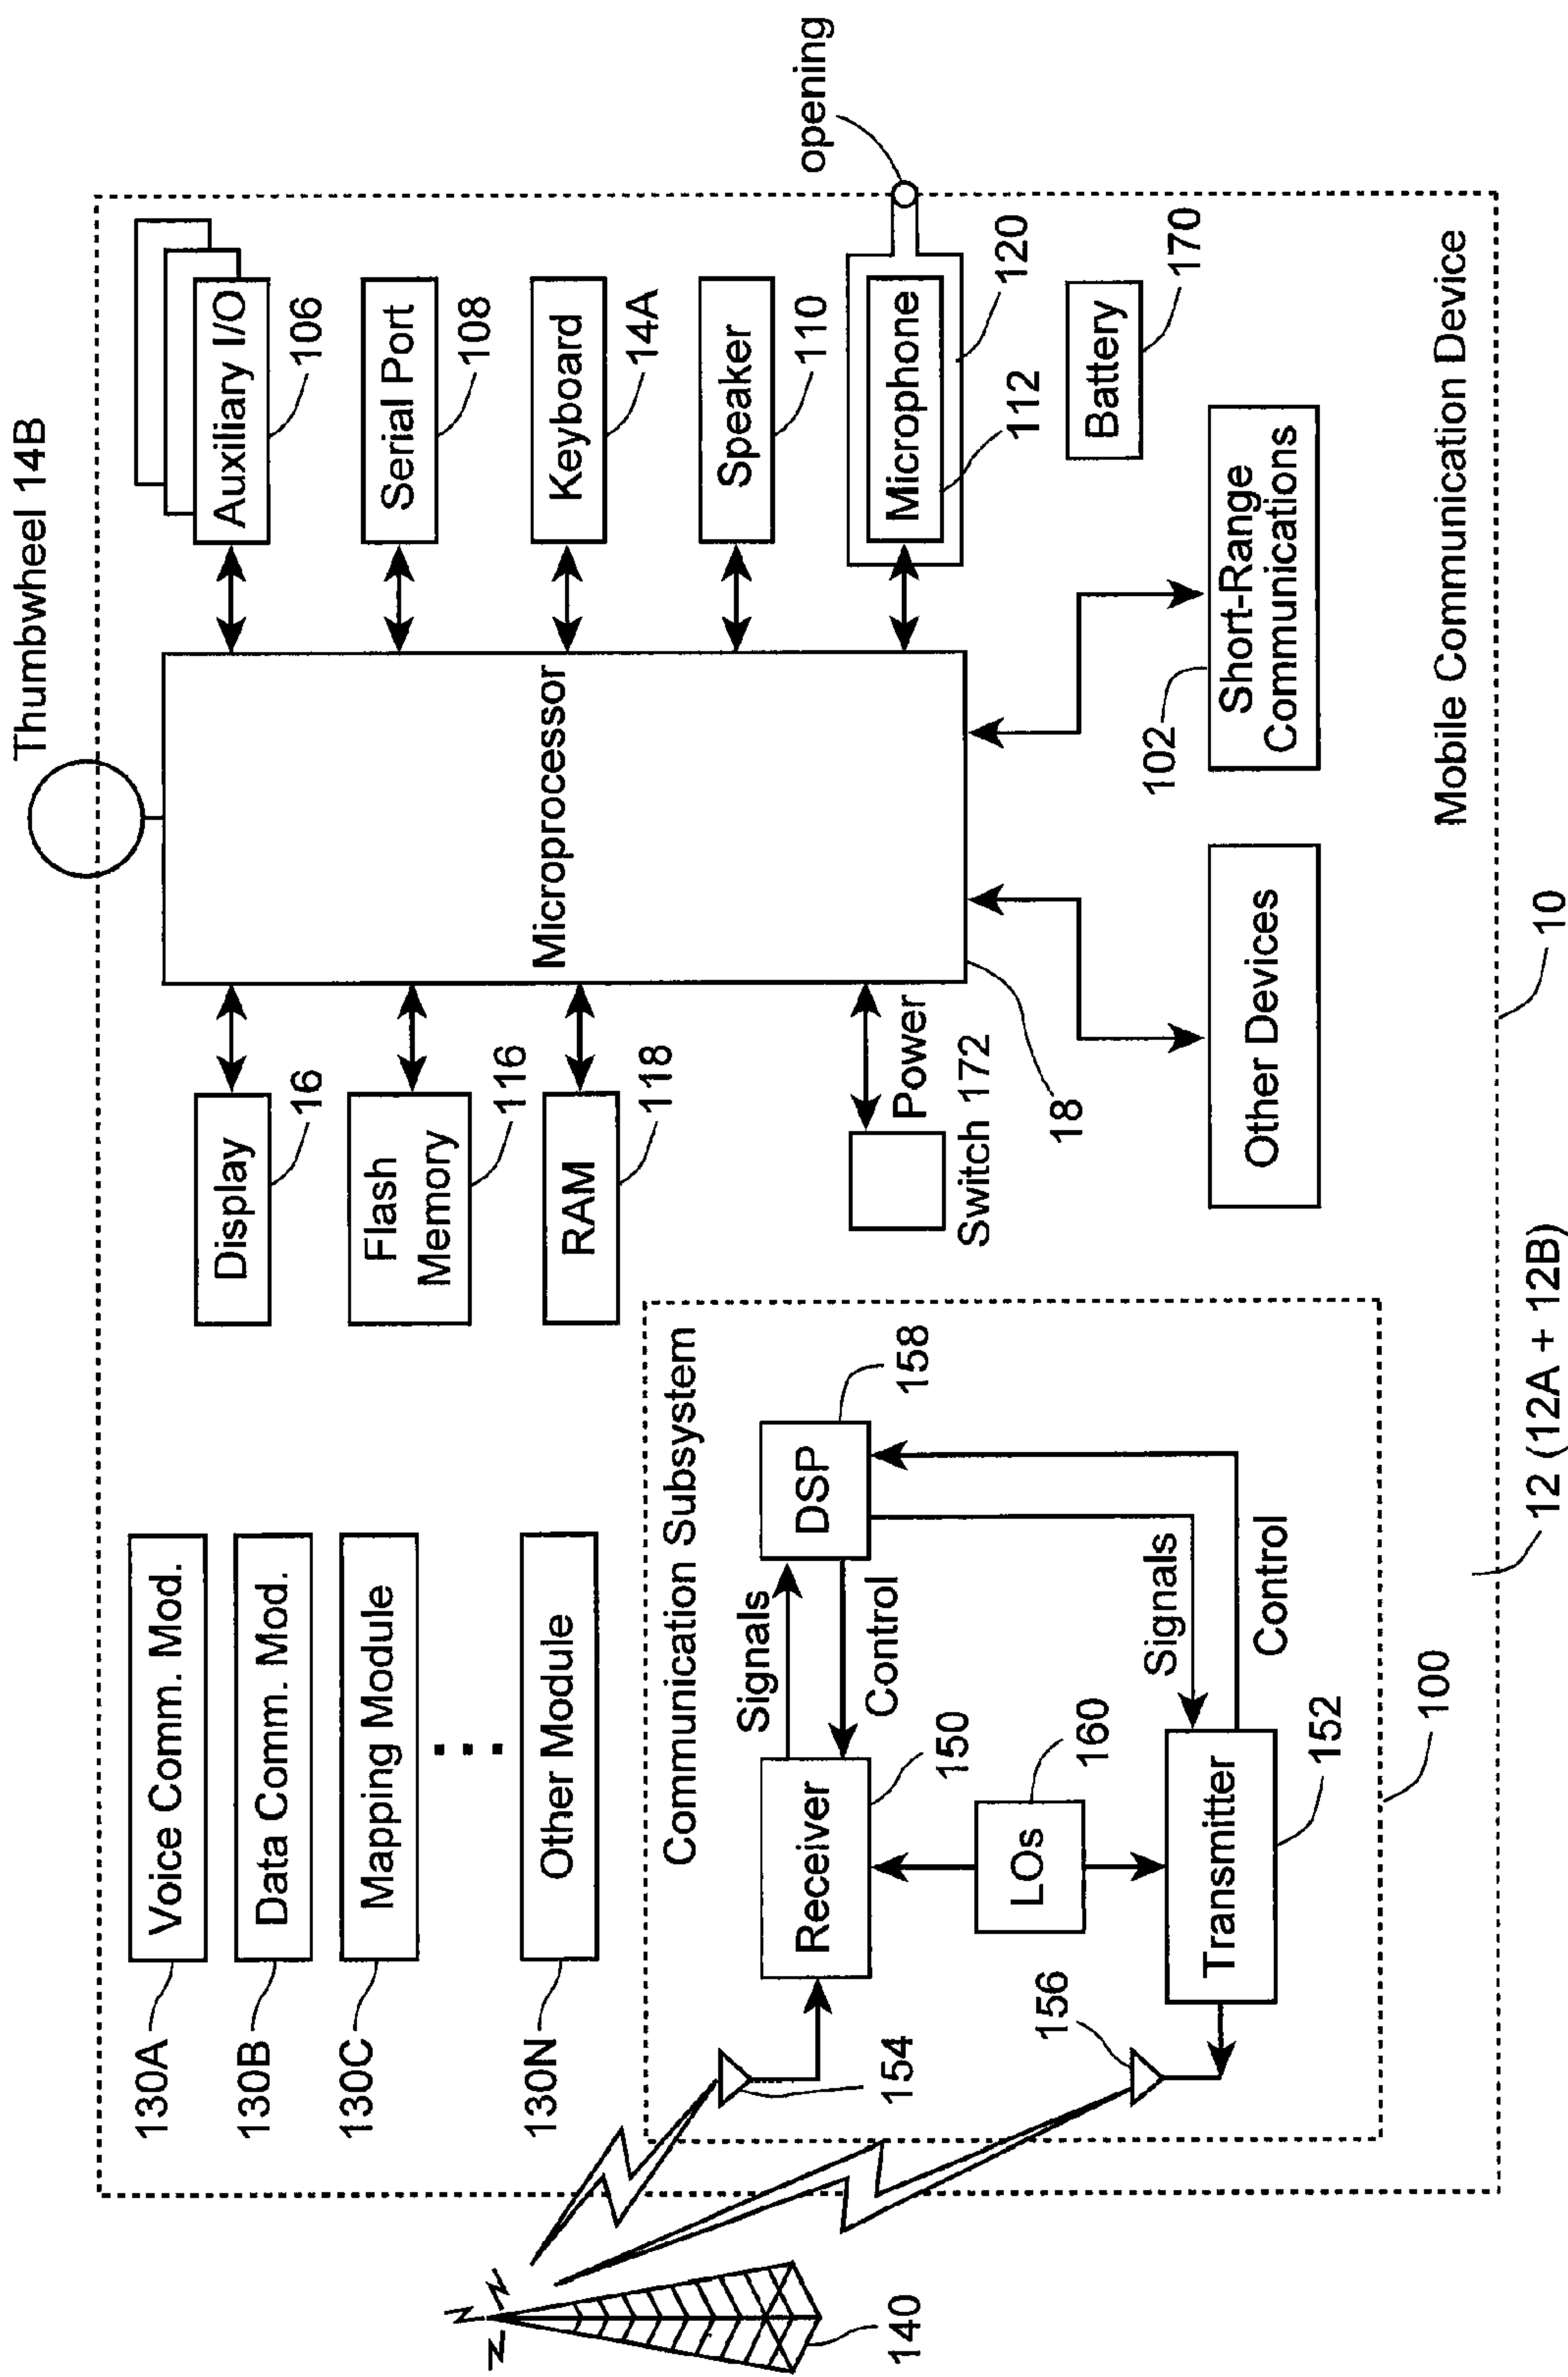 Thumbwheel 14B
130A
Voice Comm. Mod.
130B
Data Comm. Mod.
130C
Mapping Module
130N
Other Module
Display
16
Flash
Memory
116
RAM
118
Power
Switch 172
Microprocessor
18
Auxiliary I/O
106
Serial Port
108
Keyboard
14A
Speaker
110
Microphone
112
120
opening
Battery
170
Short-Range
Communications
102
Other Devices
Mobile Communication Device
Communication Subsystem
Receiver
150
Signals
Control
DSP
158
LOs
160
Signals
Control
Transmitter
152
154
156
100
140
12 (12A + 12B)
10